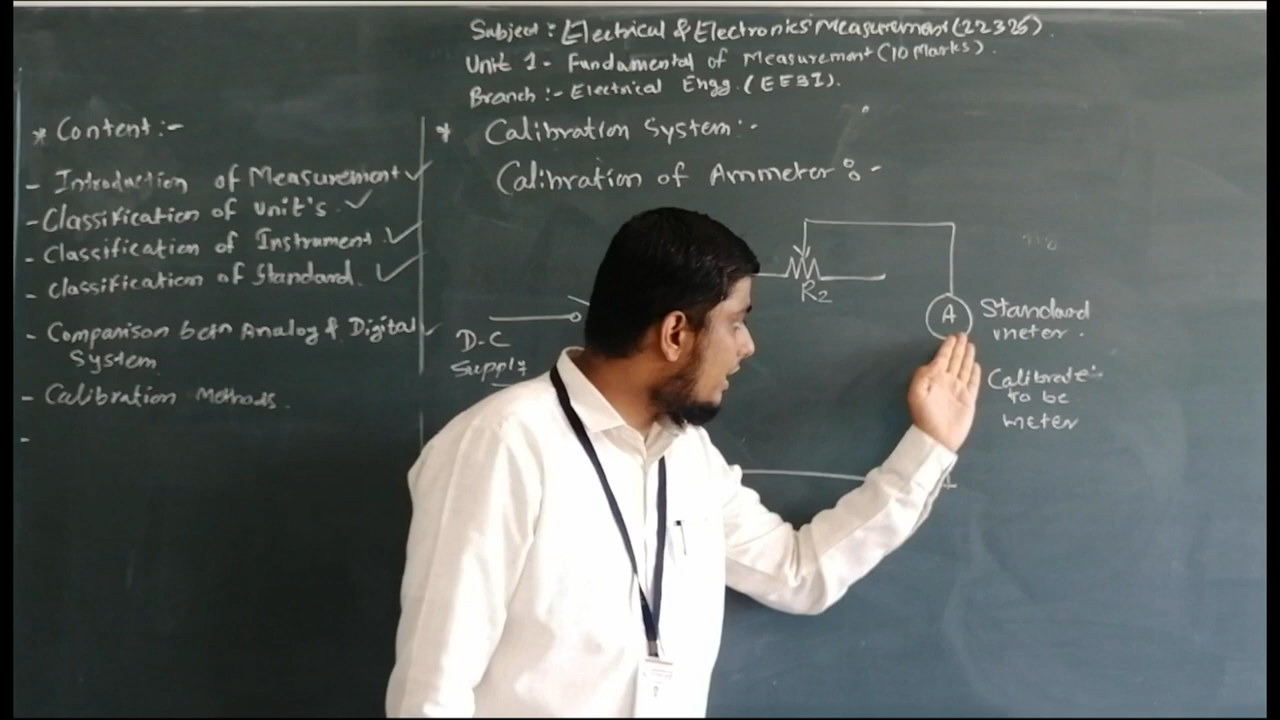 Subject : Electrical & Electronics Measurement (22325).
Unit 1 - Fundamental of Measurement (10 Marks).
Branch :- Electrical Engg. (EE3I).
* Content :-
- Introduction of Measurement ✓
- Classification of Unit's. ✓
- Classification of Instrument. ✓
- Classification of Standard. ✓
- Comparison betn Analog & Digital ✓
System
- Calibration Methods.
-
* Calibration System :-
Calibration of Ammeter :-
R2
A
Standard
meter.
D.C
Supply
Calibrate
to be
meter